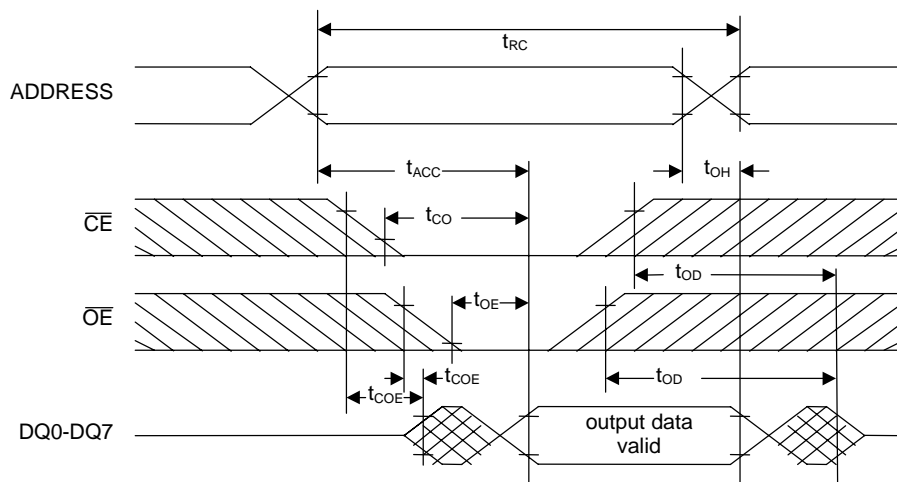 tRC
ADDRESS
tACC
tOH
CE
tCO
tOD
OE
tOE
tCOE
tCOE
tOD
DQ0-DQ7
output data
valid